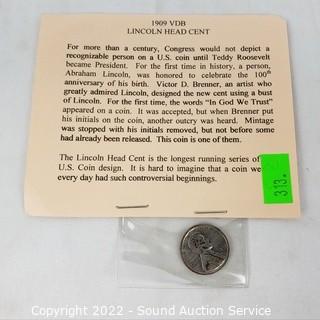 1909 VDB
LINCOLN HEAD CENT
For more than a century, Congress would not depict a
recognizable person on a U.S. coin until Teddy Roosevelt
became President. For the first time in history, a person,
Abraham Lincoln, was honored to celebrate the 100th
anniversary of his birth. Victor D. Brenner, an artist who
greatly admired Lincoln, designed the new cent using a bust
of Lincoln. For the first time, the words "In God We Trust"
appeared on a coin. It was accepted, but when Brenner put
his initials on the coin, another outcry was heard. Mintage
was stopped with his initials removed, but not before some
had already been released. This coin is one of them.
The Lincoln Head Cent is the longest running series of
U.S. Coin design. It is hard to imagine that a coin we
every day had such controversial beginnings.
313.
Copyright 2022 - Sound Auction Service